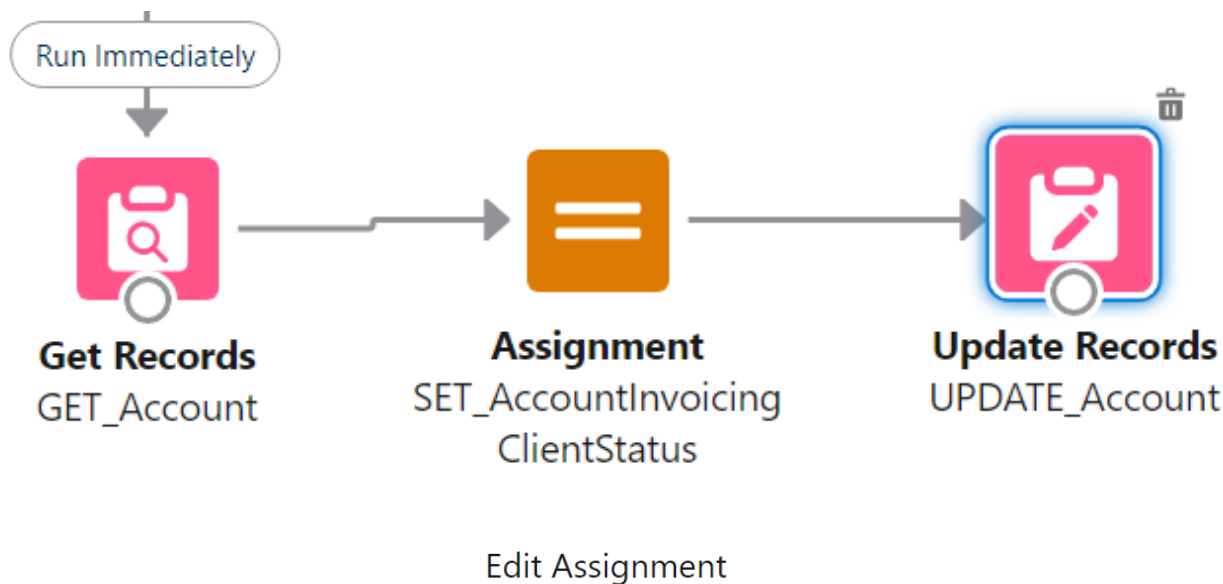 Run Immediately
Get Records
GET_Account
Assignment
SET_AccountInvoicing
ClientStatus
Update Records
UPDATE_Account
Edit Assignment